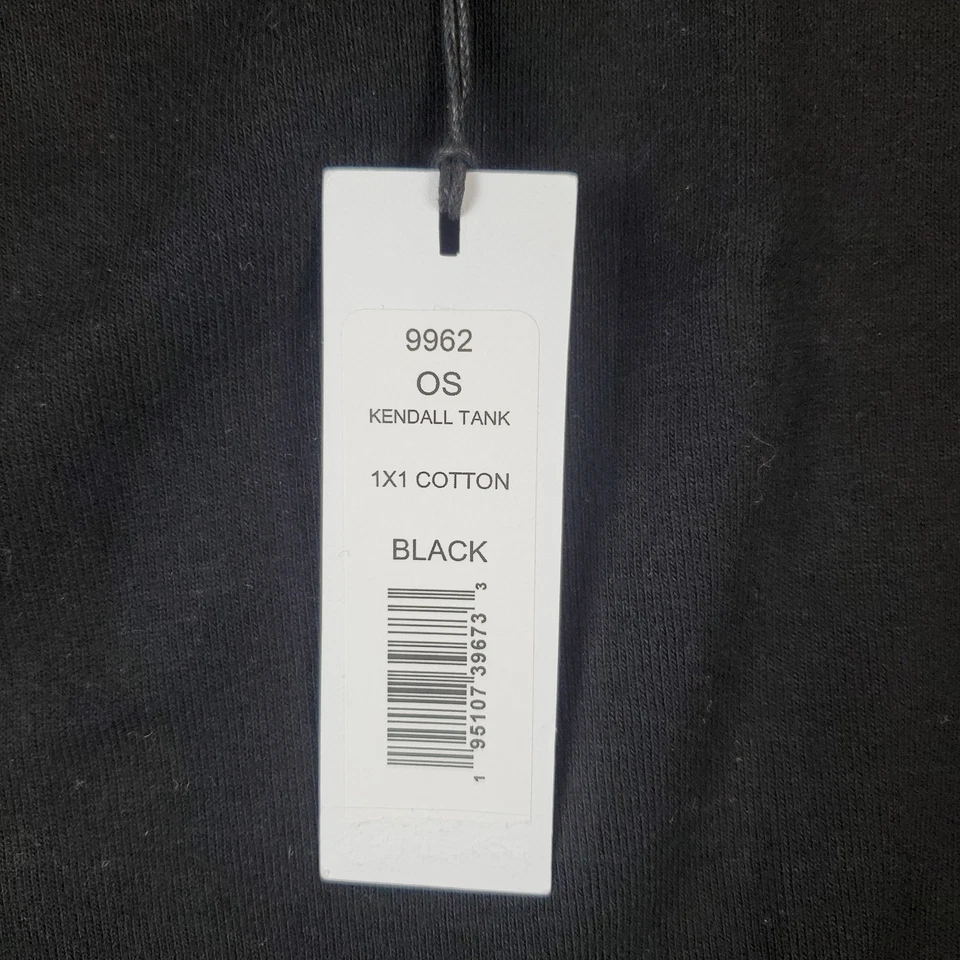 9962
OS
KENDALL TANK
1X1 COTTON
BLACK
1 95107 39673 3